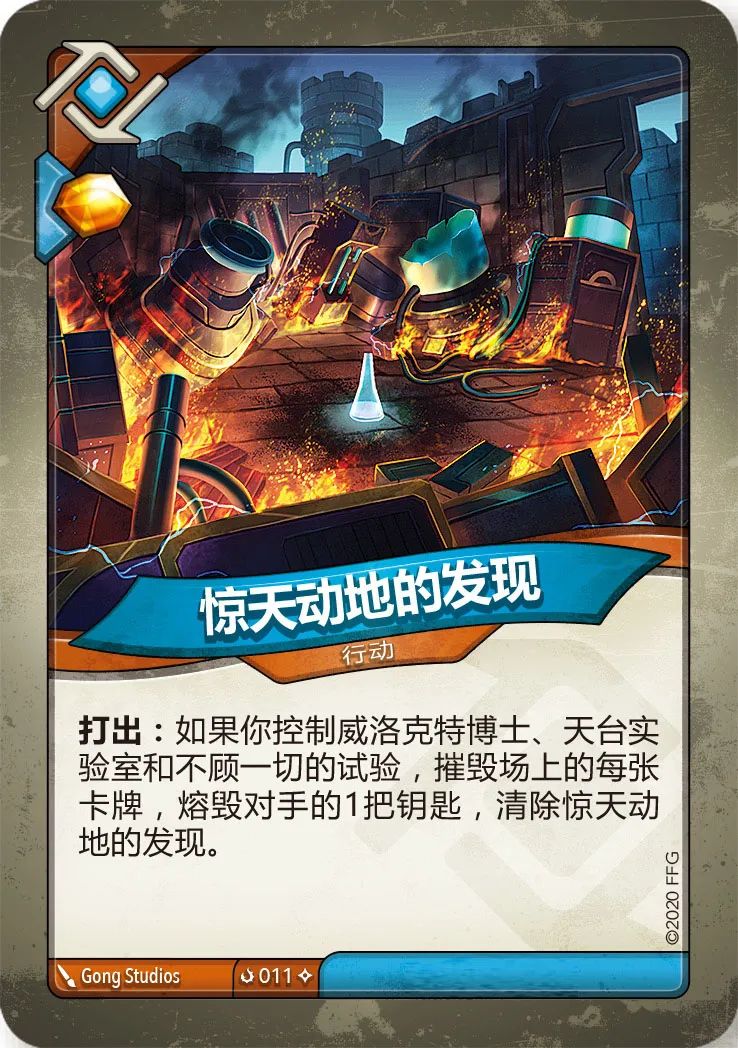 惊天动地的发现
行动
打出：如果你控制威洛克特博士、天台实
验室和不顾一切的试验，摧毁场上的每张
卡牌，熔毁对手的1把钥匙，清除惊天动
地的发现。
©2020 FFG
Gong Studios
011